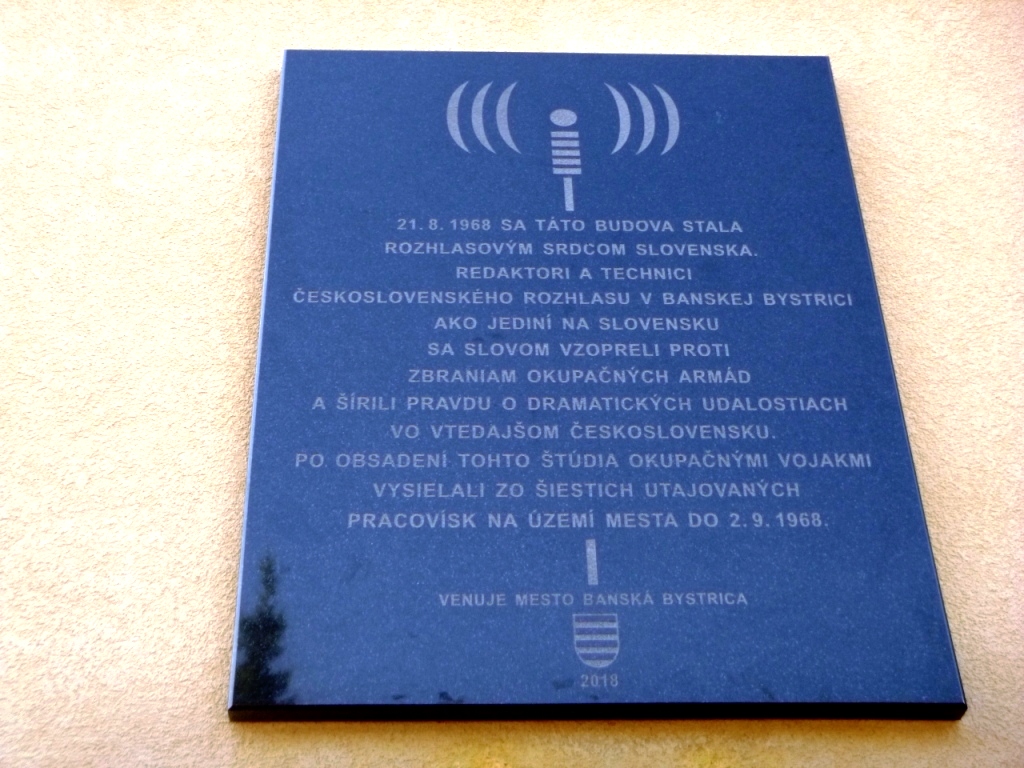 21. 8. 1968 SA TÁTO BUDOVA STALA
ROZHLASOVÝM SRDCOM SLOVENSKA.
REDAKTORI A TECHNICI
ČESKOSLOVENSKÉHO ROZHLASU V BANSKEJ BYSTRICI
AKO JEDINÍ NA SLOVENSKU
SA SLOVOM VZOPRELI PROTI
ZBRANIAM OKUPAČNÝCH ARMÁD
A ŠÍRILI PRAVDU O DRAMATICKÝCH UDALOSTIACH
VO VTEDAJŠOM ČESKOSLOVENSKU.
PO OBSADENÍ TOHTO ŠTÚDIA OKUPAČNÝMI VOJAKMI
VYSIELALI ZO ŠIESTICH UTAJOVANÝCH
PRACOVÍSK NA ÚZEMÍ MESTA DO 2. 9. 1968.
VENUJE MESTO BANSKÁ BYSTRICA
2018